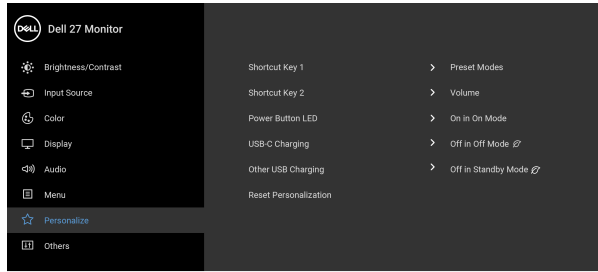 DELL Dell 27 Monitor
Brightness/Contrast Shortcut Key 1 Preset Modes
Input Source Shortcut Key 2 Volume
Color Power Button LED On in On Mode
Display USB-C Charging Off in Off Mode
Audio Other USB Charging Off in Standby Mode
Menu Reset Personalization
Personalize
Others